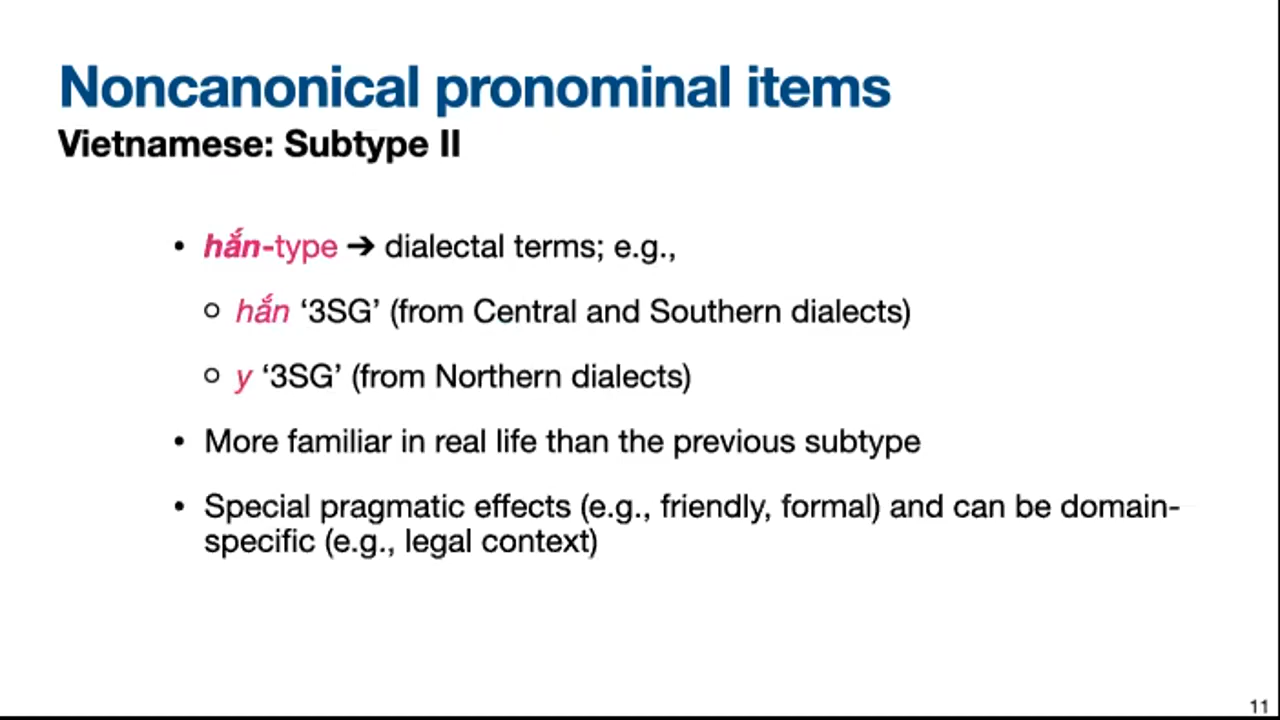 Noncanonical pronominal items
Vietnamese: Subtype II
• hắn-type ➔ dialectal terms; e.g.,
○ hắn ‘3SG’ (from Central and Southern dialects)
○ y ‘3SG’ (from Northern dialects)
• More familiar in real life than the previous subtype
• Special pragmatic effects (e.g., friendly, formal) and can be domain-
specific (e.g., legal context)
11